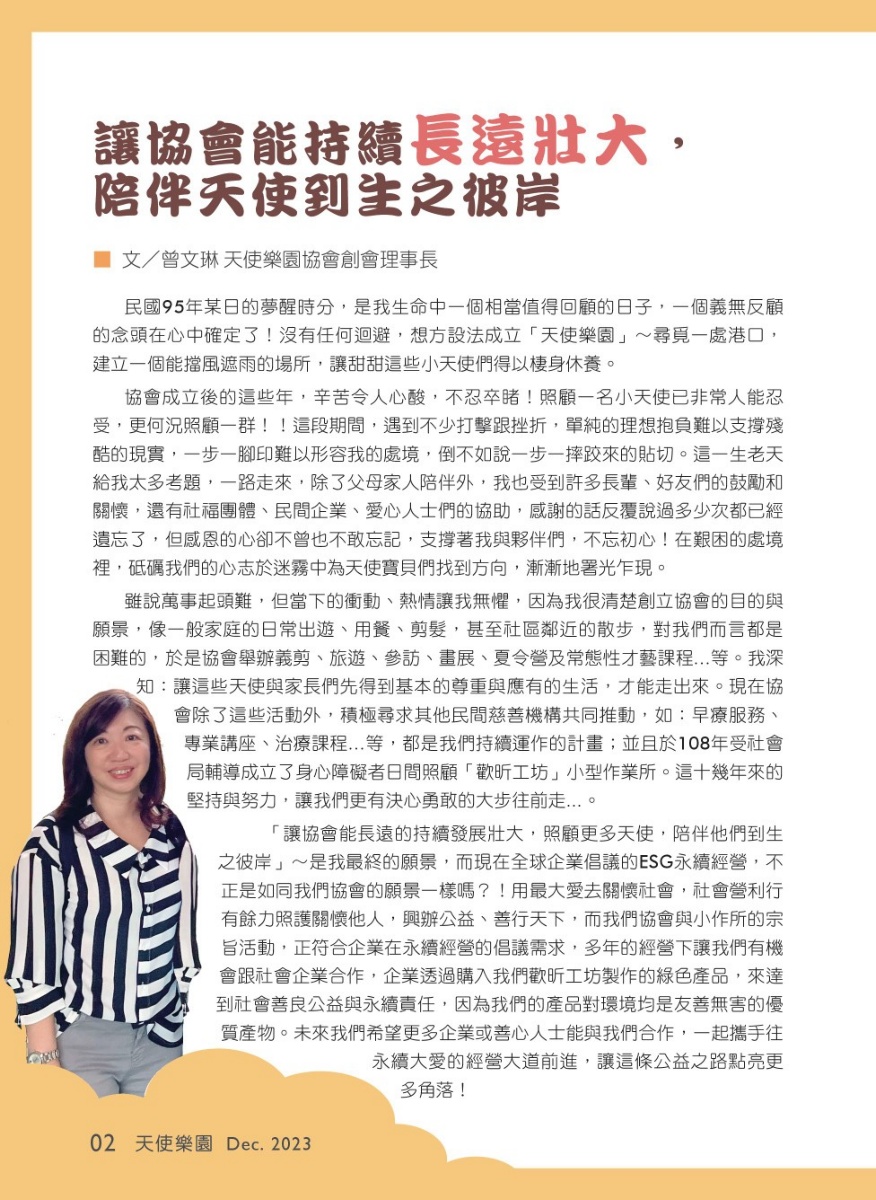 讓協會能持續長遠壯大，
陪伴天使到生之彼岸
■ 文／曾文琳 天使樂園協會創會理事長
民國95年某日的夢醒時分，是我生命中一個相當值得回顧的日子，一個義無反顧
的念頭在心中確定了！沒有任何迴避，想方設法成立「天使樂園」～尋覓一處港口，
建立一個能擋風遮雨的場所，讓甜甜這些小天使們得以棲身休養。
協會成立後的這些年，辛苦令人心酸，不忍卒睹！照顧一名小天使已非常人能忍
受，更何況照顧一群！！這段期間，遇到不少打擊跟挫折，單純的理想抱負難以支撐殘
酷的現實，一步一腳印難以形容我的處境，倒不如說一步一摔跤來的貼切。這一生老天
給我太多考題，一路走來，除了父母家人陪伴外，我也受到許多長輩、好友們的鼓勵和
關懷，還有社福團體、民間企業、愛心人士們的協助，感謝的話反覆說過多少次都已經
遺忘了，但感恩的心卻不曾也不敢忘記，支撐著我與夥伴們，不忘初心！在艱困的處境
裡，砥礪我們的心志於迷霧中為天使寶貝們找到方向，漸漸地署光乍現。
雖說萬事起頭難，但當下的衝動、熱情讓我無懼，因為我很清楚創立協會的目的與
願景，像一般家庭的日常出遊、用餐、剪髮，甚至社區鄰近的散步，對我們而言都是
困難的，於是協會舉辦義剪、旅遊、參訪、畫展、夏令營及常態性才藝課程...等。我深
知：讓這些天使與家長們先得到基本的尊重與應有的生活，才能走出來。現在協
會除了這些活動外，積極尋求其他民間慈善機構共同推動，如：早療服務、
專業講座、治療課程...等，都是我們持續運作的計畫；並且於108年受社會
局輔導成立了身心障礙者日間照顧「歡昕工坊」小型作業所。這十幾年來的
堅持與努力，讓我們更有決心勇敢的大步往前走...。
「讓協會能長遠的持續發展壯大，照顧更多天使，陪伴他們到生
之彼岸」～是我最終的願景，而現在全球企業倡議的ESG永續經營，不
正是如同我們協會的願景一樣嗎？！用最大愛去關懷社會，社會營利行
有餘力照護關懷他人，興辦公益、善行天下，而我們協會與小作所的宗
旨活動，正符合企業在永續經營的倡議需求，多年的經營下讓我們有機
會跟社會企業合作，企業透過購入我們歡昕工坊製作的綠色產品，來達
到社會善良公益與永續責任，因為我們的產品對環境均是友善無害的優
質產物。未來我們希望更多企業或善心人士能與我們合作，一起攜手往
永續大愛的經營大道前進，讓這條公益之路點亮更
多角落！
02 天使樂園 Dec. 2023